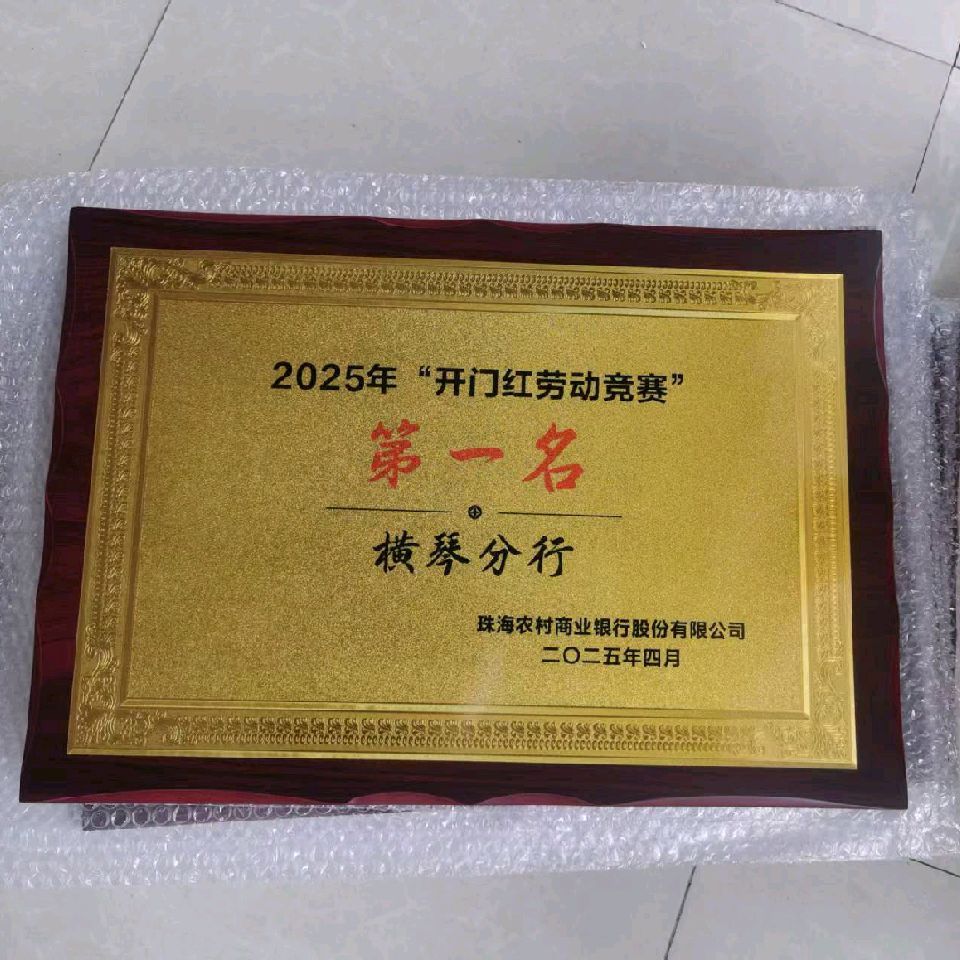 2025年“开门红劳动竞赛”
第一名
横琴分行
珠海农村商业银行股份有限公司
二〇二五年四月